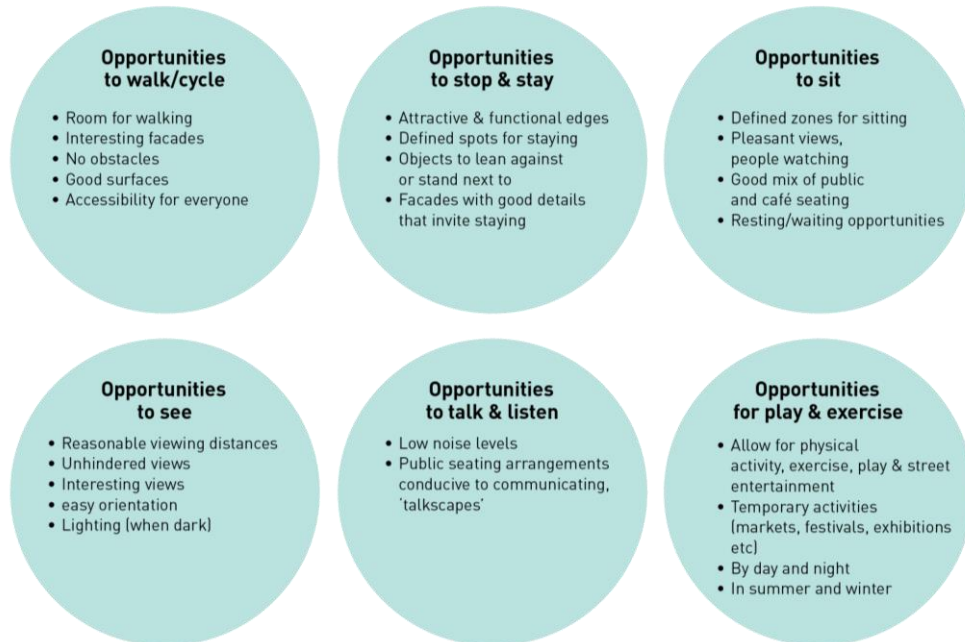 Opportunities
to walk/cycle
• Room for walking
• Interesting facades
• No obstacles
• Good surfaces
• Accessibility for everyone
Opportunities
to stop & stay
• Attractive & functional edges
• Defined spots for staying
• Objects to lean against
or stand next to
• Facades with good details
that invite staying
Opportunities
to sit
• Defined zones for sitting
• Pleasant views,
people watching
• Good mix of public
and café seating
• Resting/waiting opportunities
Opportunities
to see
• Reasonable viewing distances
• Unhindered views
• Interesting views
• easy orientation
• Lighting (when dark)
Opportunities
to talk & listen
• Low noise levels
• Public seating arrangements
conducive to communicating,
‘talkscapes’
Opportunities
for play & exercise
• Allow for physical
activity, exercise, play & street
entertainment
• Temporary activities
(markets, festivals, exhibitions
etc)
• By day and night
• In summer and winter